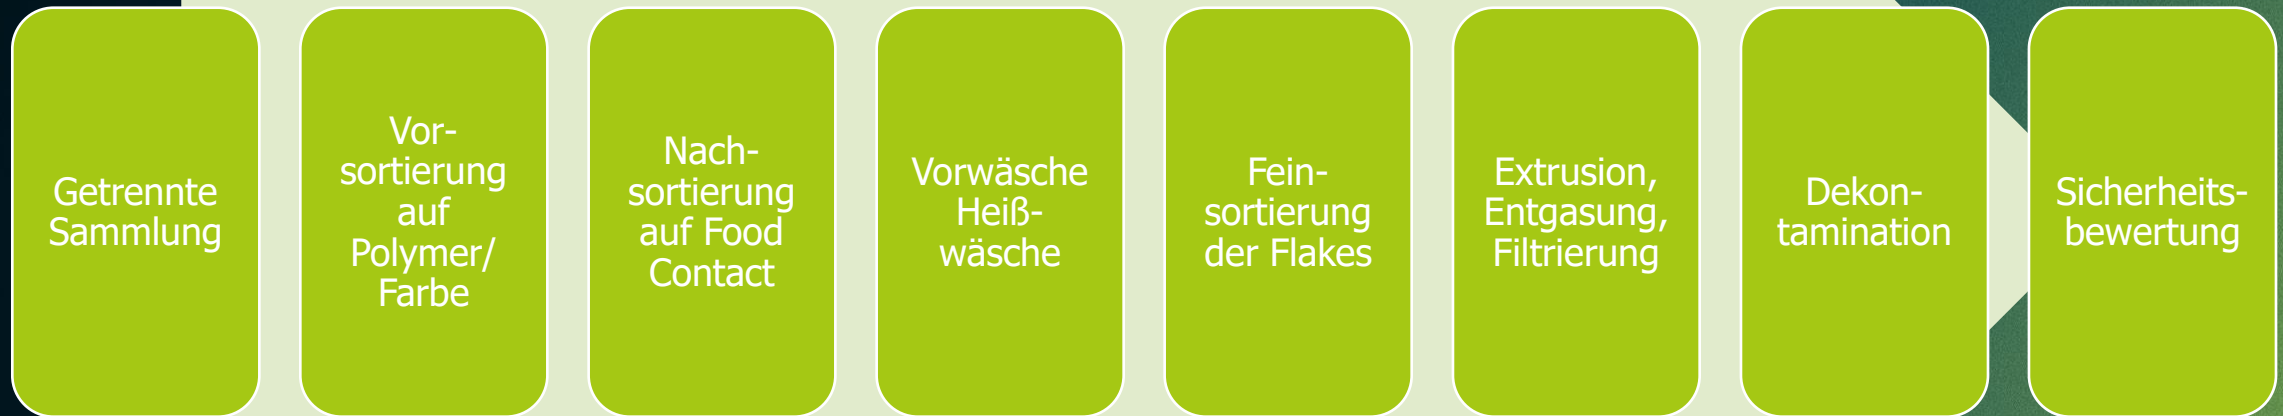 Getrennte
Sammlung
Vor-
sortierung
auf
Polymer/
Farbe
Nach-
sortierung
auf Food
Contact
Vorwäsche
Heiß-
wäsche
Fein-
sortierung
der Flakes
Extrusion,
Entgasung,
Filtrierung
Dekon-
tamination
Sicherheits-
bewertung